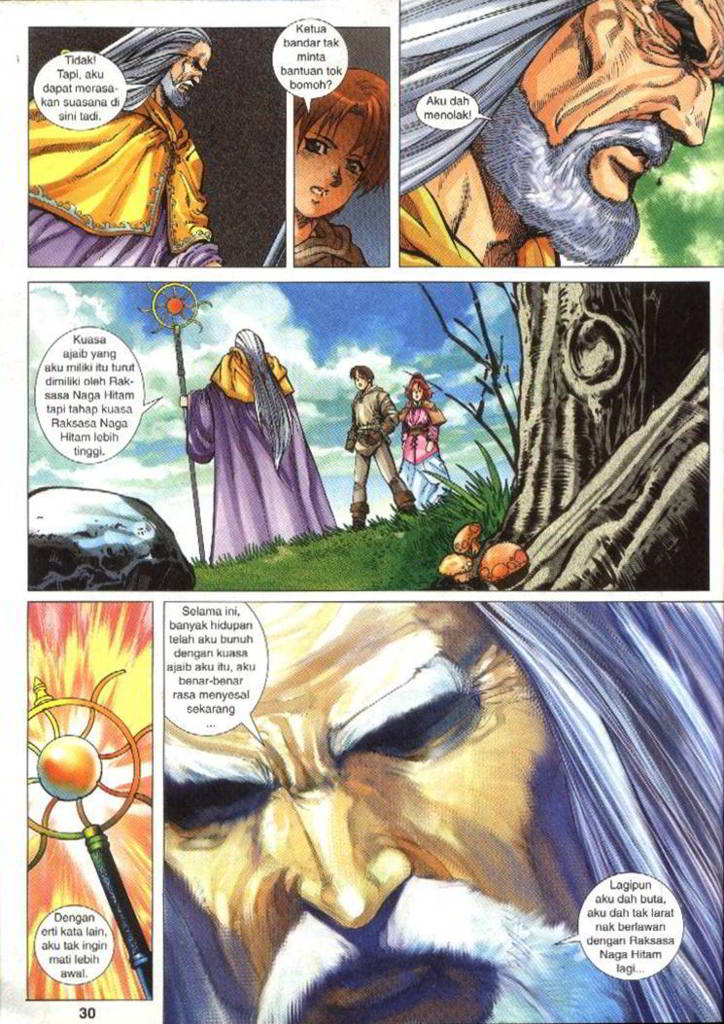 Tidak!
Tapi, aku
dapat merasa-
kan suasana di
sini tadi.
Ketua
bandar tak
minta
bantuan tok
bomoh?
Aku dah
menolak!
Kuasa
ajaib yang
aku miliki itu turut
dimiliki oleh Rak-
sasa Naga Hitam
tapi tahap kuasa
Raksasa Naga
Hitam lebih
tinggi.
Selama ini,
banyak hidupan
telah aku bunuh
dengan kuasa
ajaib aku itu, aku
benar-benar
rasa menyesal
sekarang
...
Dengan
erti kata lain,
aku tak ingin
mati lebih
awal.
Lagipun
aku dah buta,
aku dah tak larat
nak berlawan
dengan Raksasa
Naga Hitam
lagi...
30